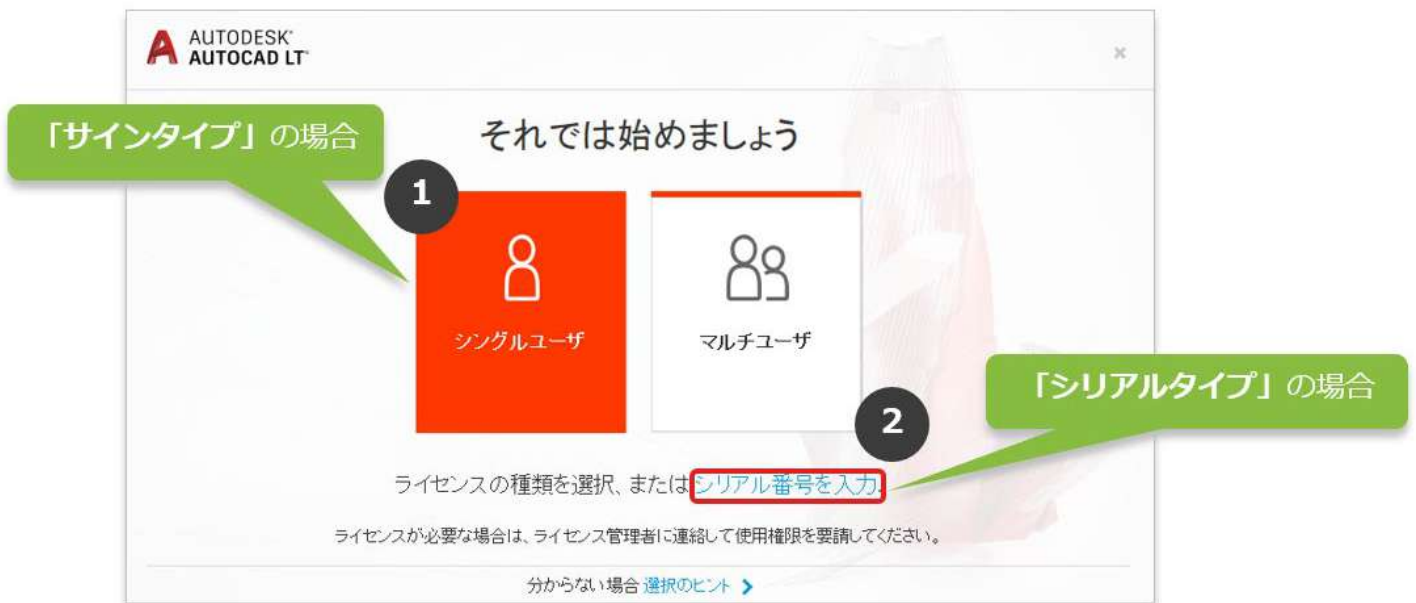 AUTODESK®
AUTOCAD LT®
「サインタイプ」の場合
それでは始めましょう
1
シングルユーザ
マルチユーザ
「シリアルタイプ」の場合
2
ライセンスの種類を選択、またはシリアル番号を入力.
ライセンスが必要な場合は、ライセンス管理者に連絡して使用権限を要請してください。
分からない場合 選択のヒント